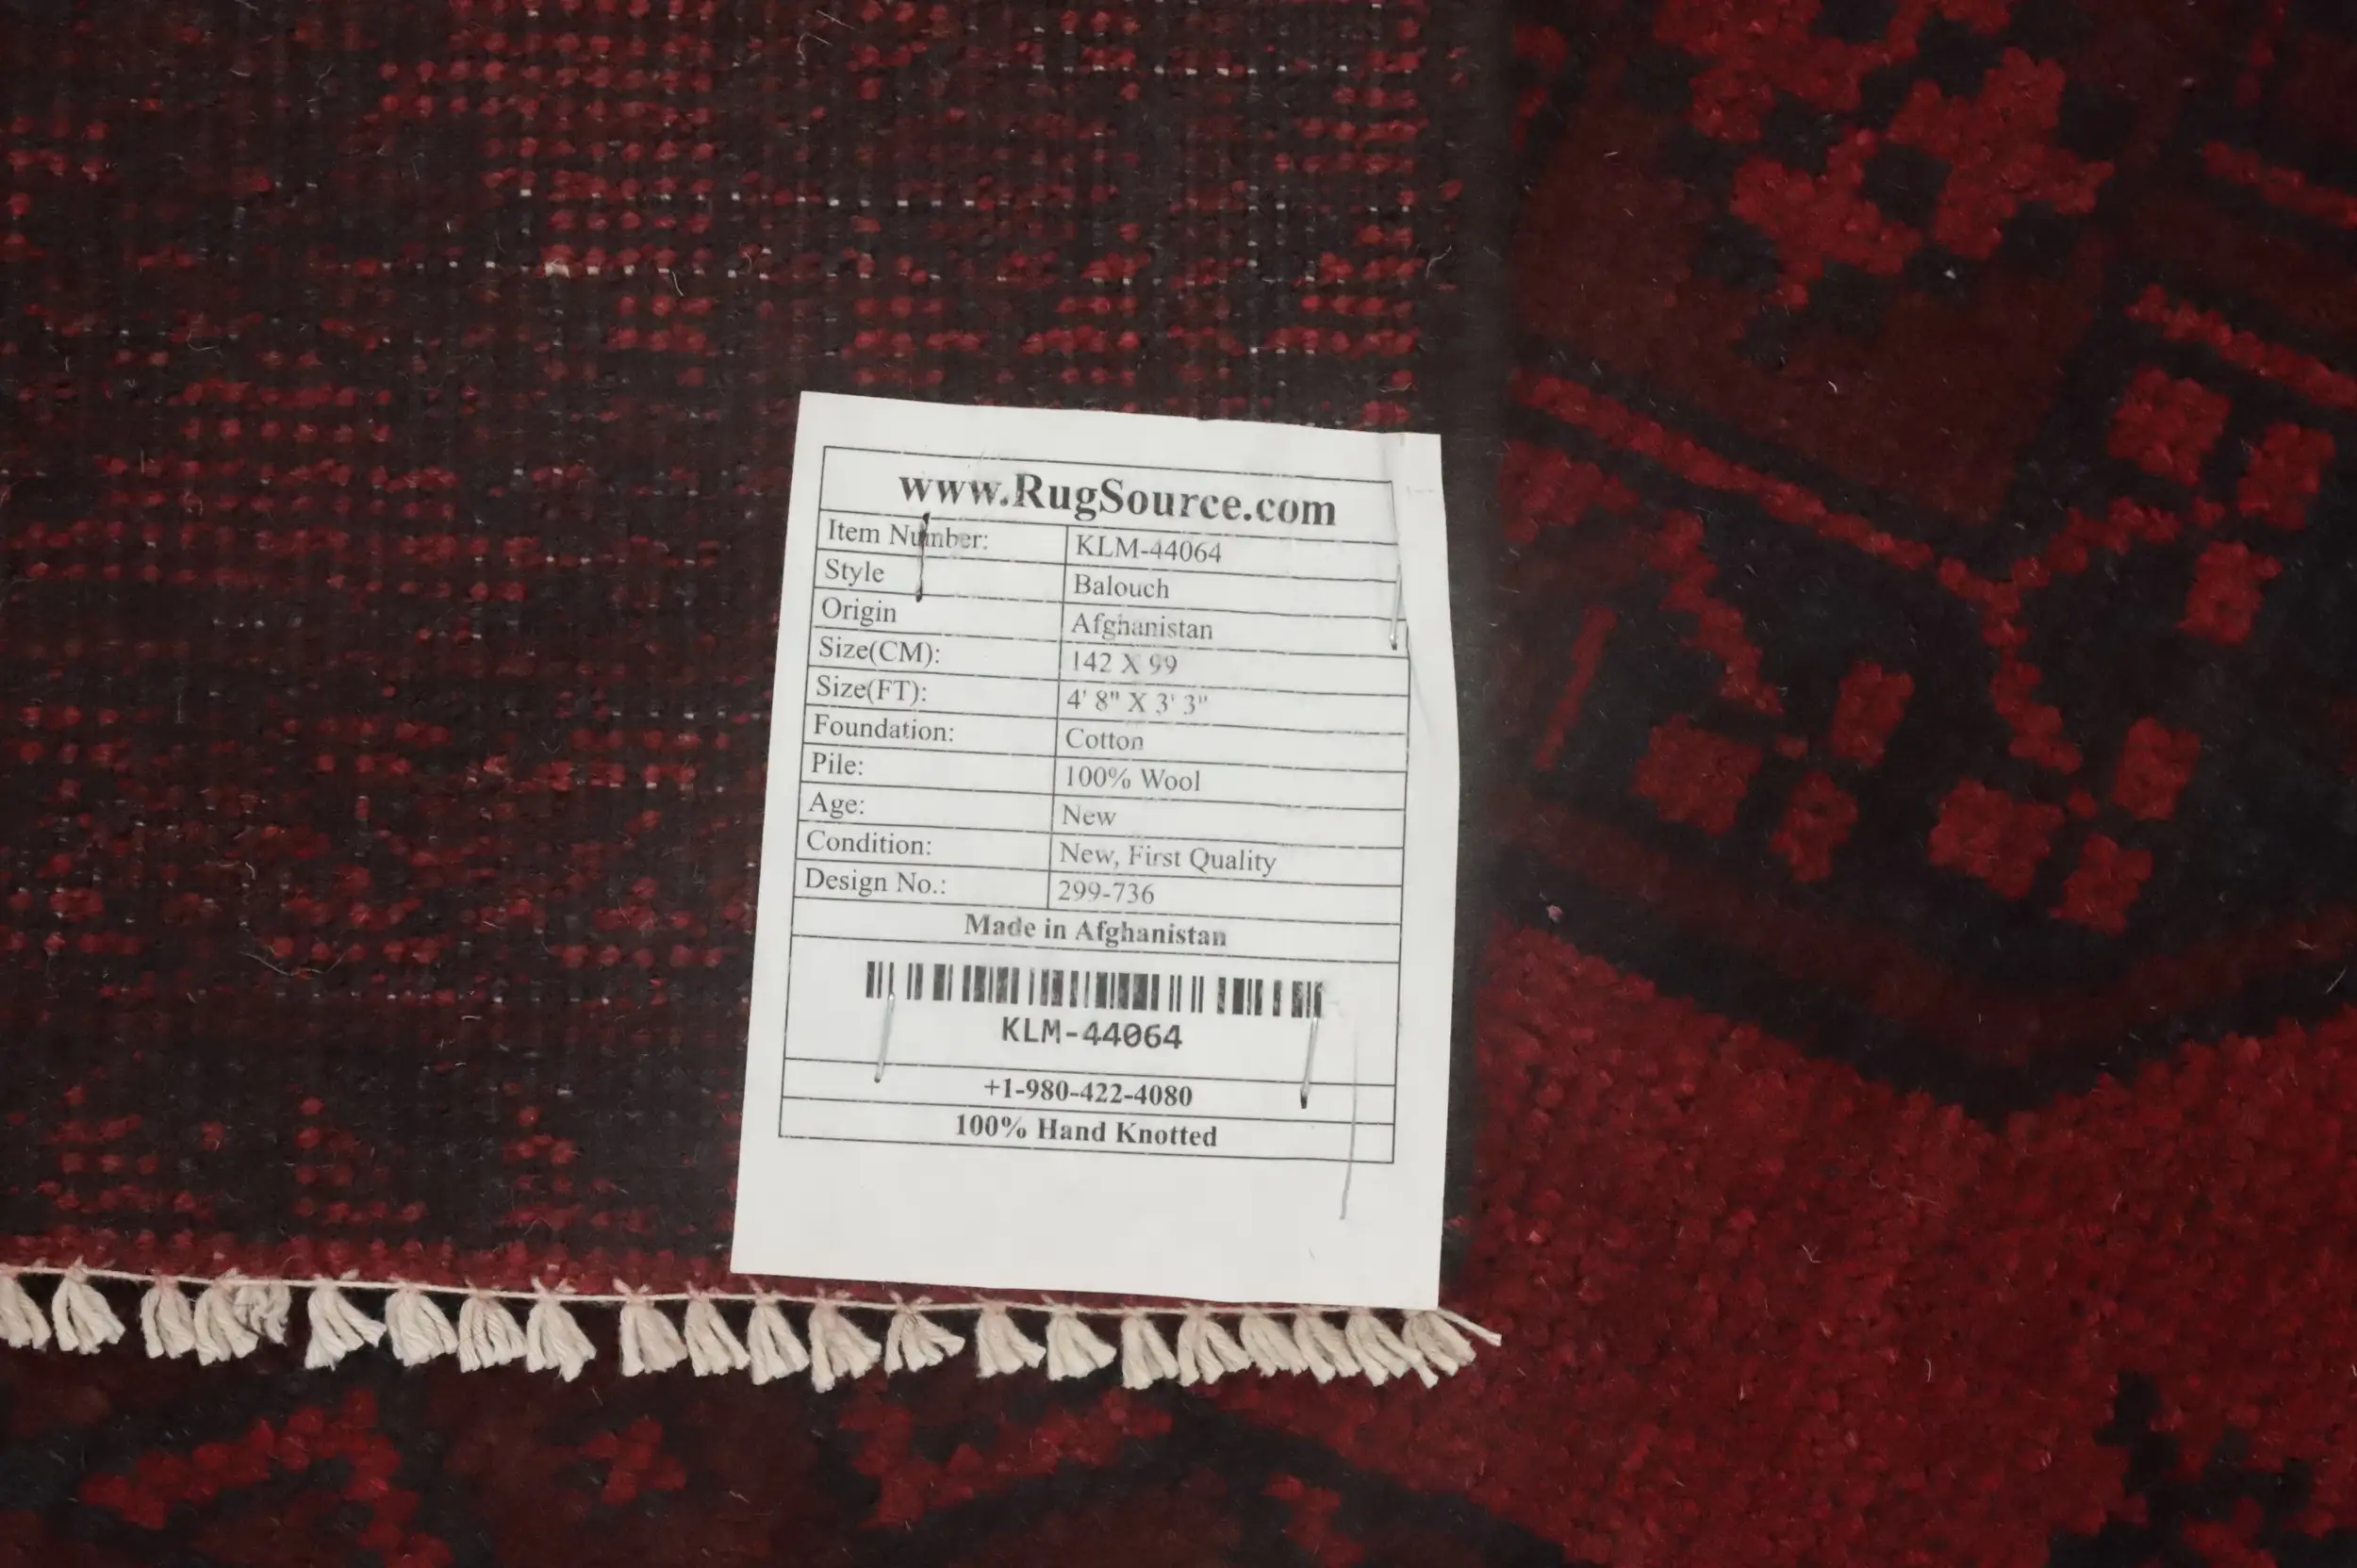 www.RugSource.com
Item Number: KLM-44064
Style Balouch
Origin Afghanistan
Size(CM): 142 X 99
Size(FT): 4' 8" X 3' 3"
Foundation: Cotton
Pile: 100% Wool
Age: New
Condition: New, First Quality
Design No.: 299-736
Made in Afghanistan
KLM-44064
+1-980-422-4080
100% Hand Knotted